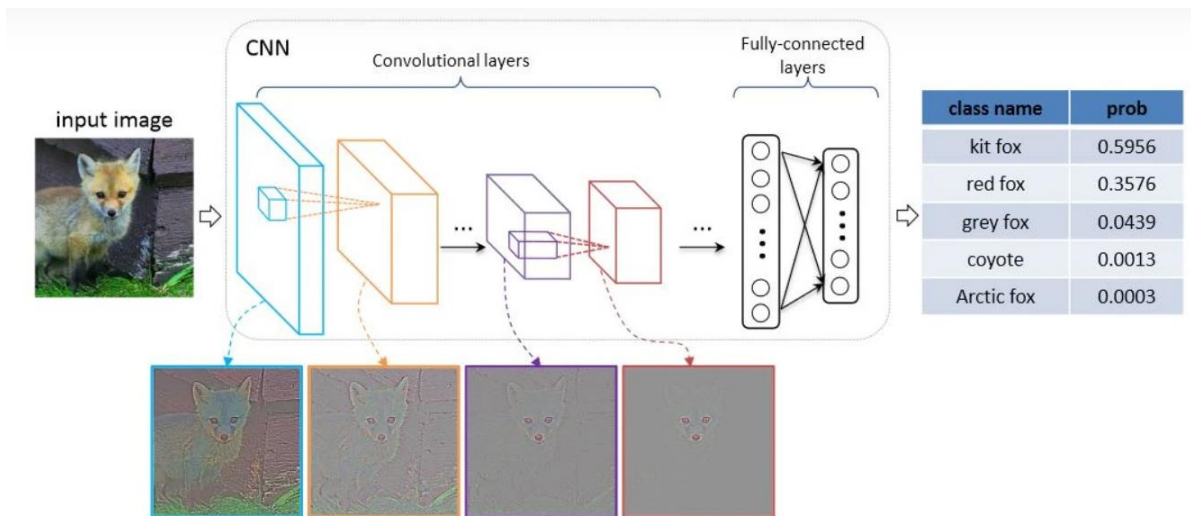 CNN
Convolutional layers
Fully-connected
layers
input image
...
...
class name prob
kit fox 0.5956
red fox 0.3576
grey fox 0.0439
coyote 0.0013
Arctic fox 0.0003